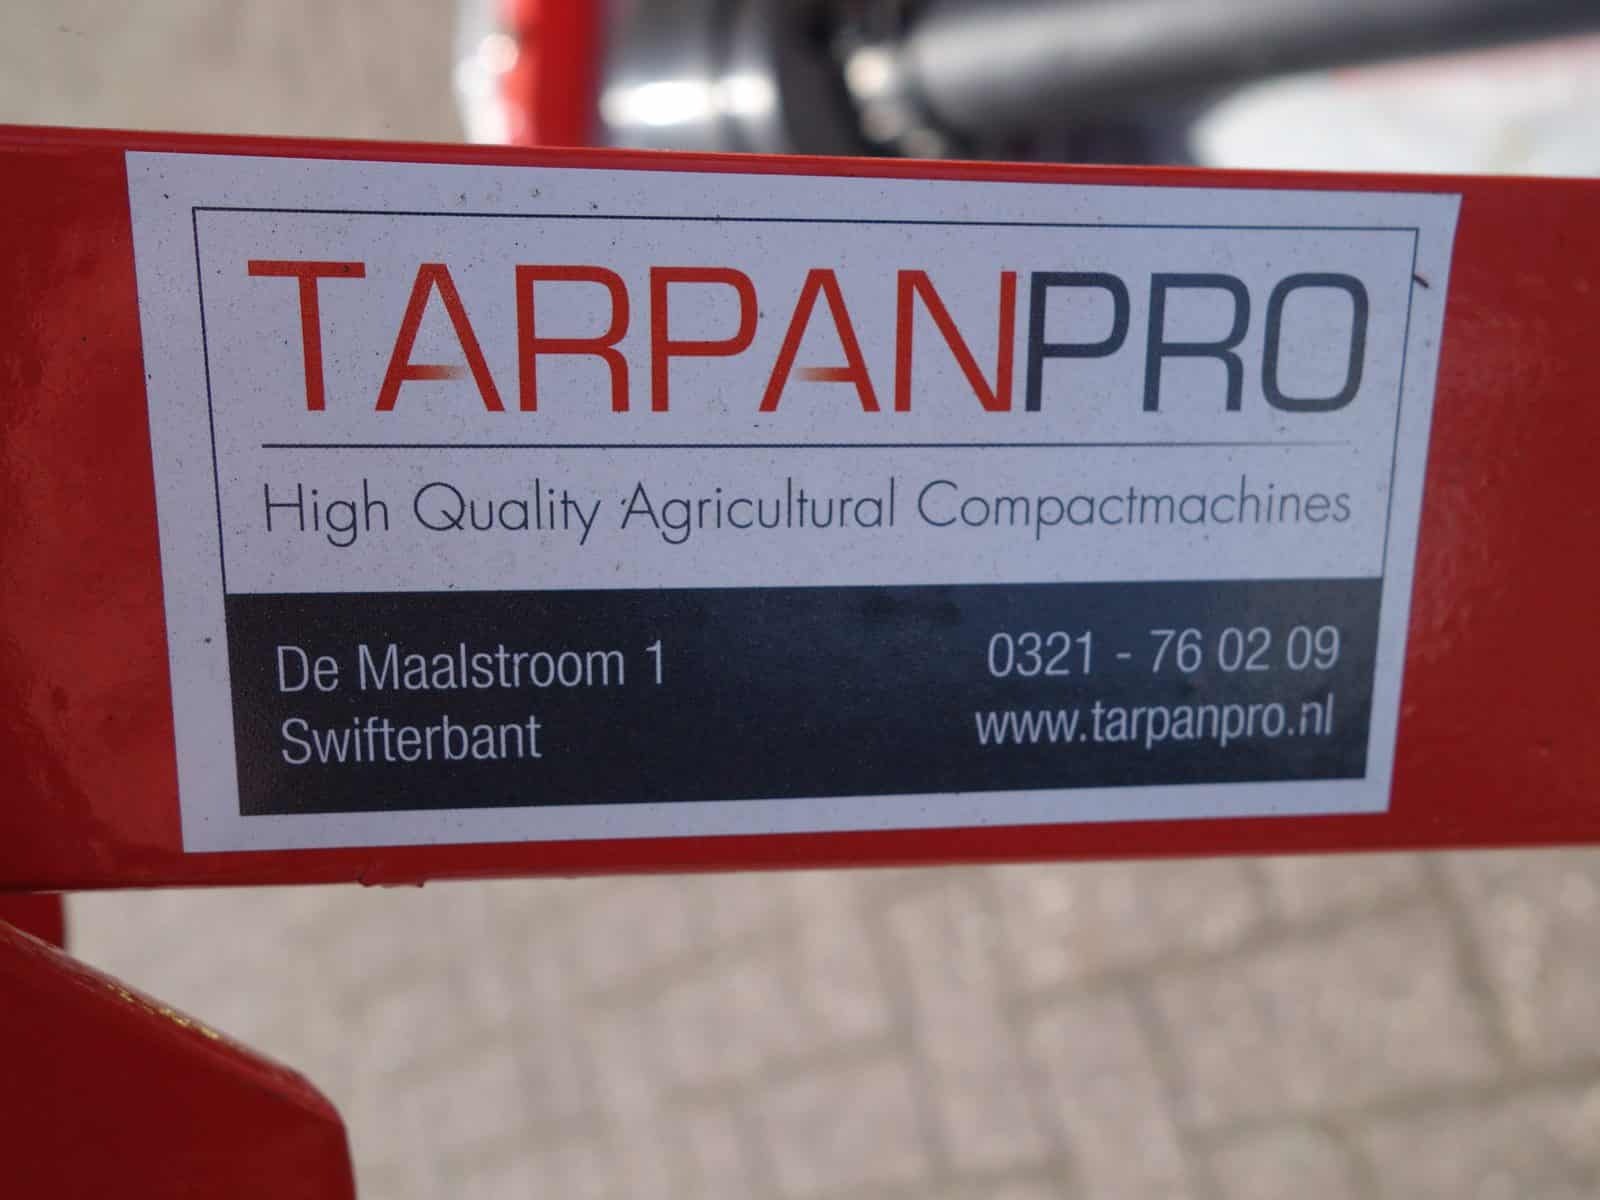 TARPANPRO
High Quality Agricultural Compactmachines
De Maalstroom 1
Swifterbant
0321 - 76 02 09
www.tarpanpro.nl